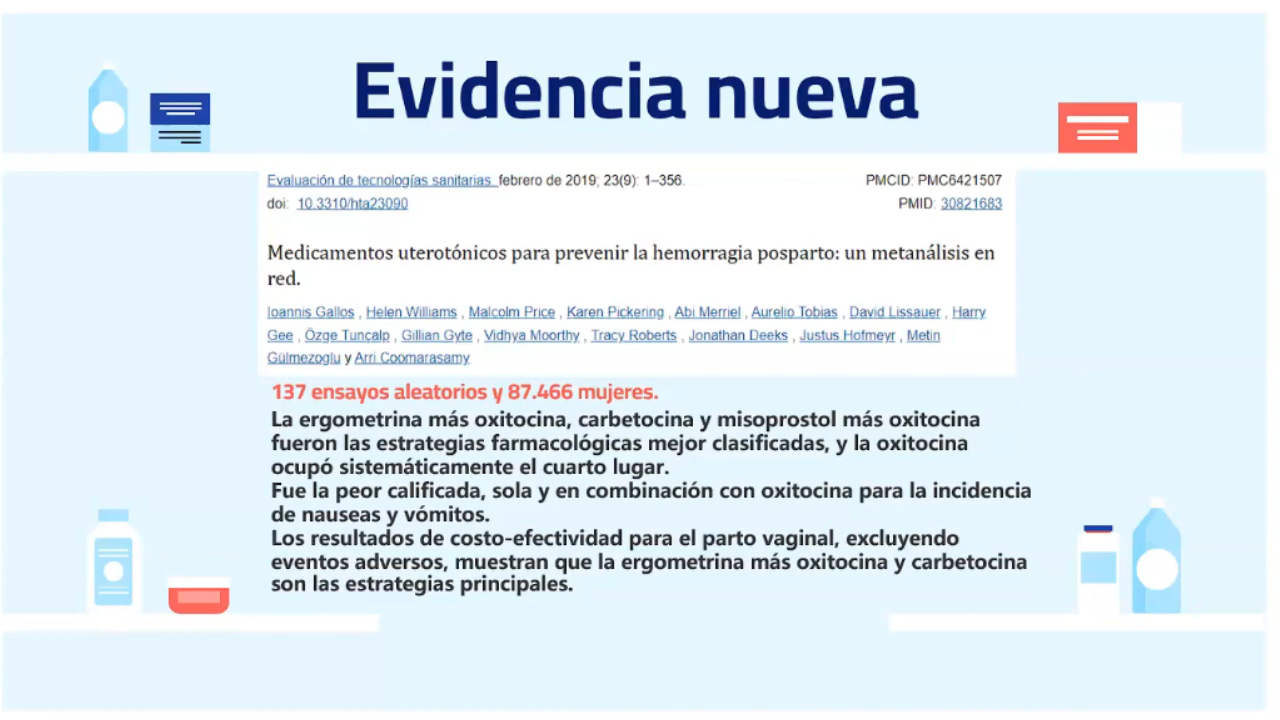 Evidencia nueva
Evaluación de tecnologías sanitarias febrero de 2019; 23(9): 1–356.
PMCID: PMC6421507
doi: 10.3310/hta23090
PMID: 30821683
Medicamentos uterotónicos para prevenir la hemorragia posparto: un metanálisis en
red.
Ioannis Gallos , Helen Williams , Malcolm Price , Karen Pickering , Abi Merriel , Aurelio Tobias , David Lissauer , Harry
Gee , Özge Tunçalp , Gillian Gyte , Vidhya Moorthy , Tracy Roberts , Jonathan Deeks , Justus Hofmeyr , Metin
Gülmezoglu y Arri Coomarasamy
137 ensayos aleatorios y 87.466 mujeres.
La ergometrina más oxitocina, carbetocina y misoprostol más oxitocina
fueron las estrategias farmacológicas mejor clasificadas, y la oxitocina
ocupó sistemáticamente el cuarto lugar.
Fue la peor calificada, sola y en combinación con oxitocina para la incidencia
de nauseas y vómitos.
Los resultados de costo-efectividad para el parto vaginal, excluyendo
eventos adversos, muestran que la ergometrina más oxitocina y carbetocina
son las estrategias principales.